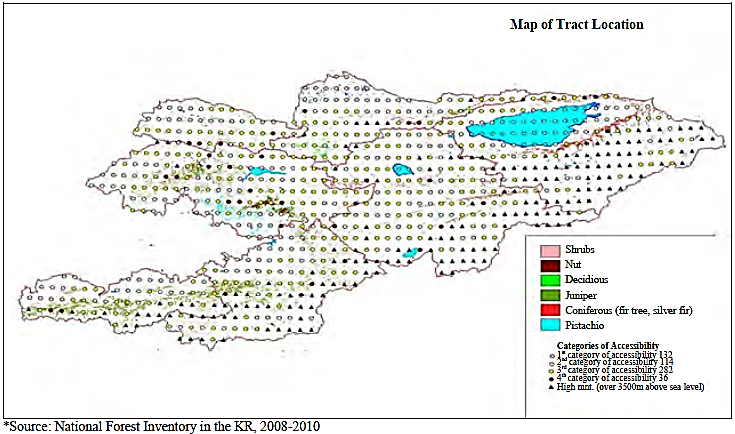 Map of Tract Location
Shrubs
Nut
Decidious
Juniper
Coniferous (fir tree, silver fir)
Pistachio
Categories of Accessibility
1st category of accessibility 132
2nd category of accessibility 114
3rd category of accessibility 282
4th category of accessibility 36
High mnt. (over 3500m above sea level)
*Source: National Forest Inventory in the KR, 2008-2010